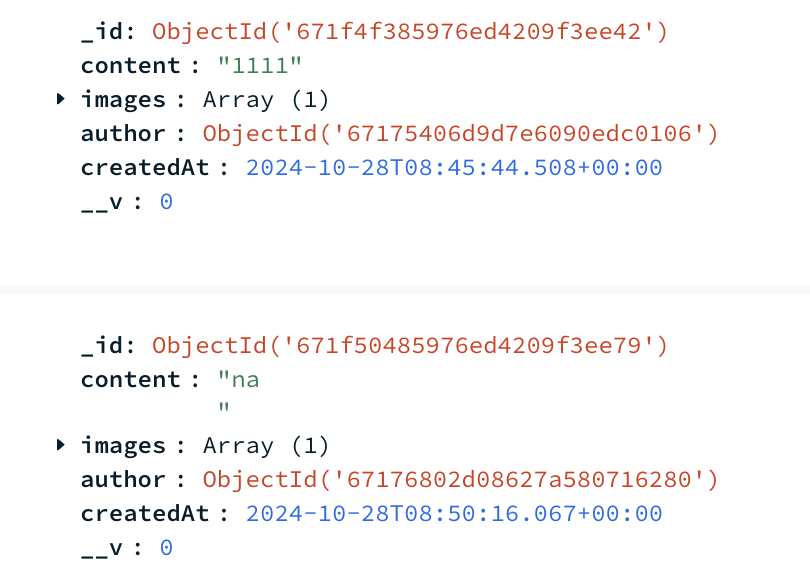 _id: ObjectId('671f4f385976ed4209f3ee42')
content : "1111"
images : Array (1)
author : ObjectId('67175406d9d7e6090edc0106')
createdAt : 2024-10-28T08:45:44.508+00:00
__v : 0
_id: ObjectId('671f50485976ed4209f3ee79')
content : "na
"
images : Array (1)
author : ObjectId('67176802d08627a580716280')
createdAt : 2024-10-28T08:50:16.067+00:00
__v : 0